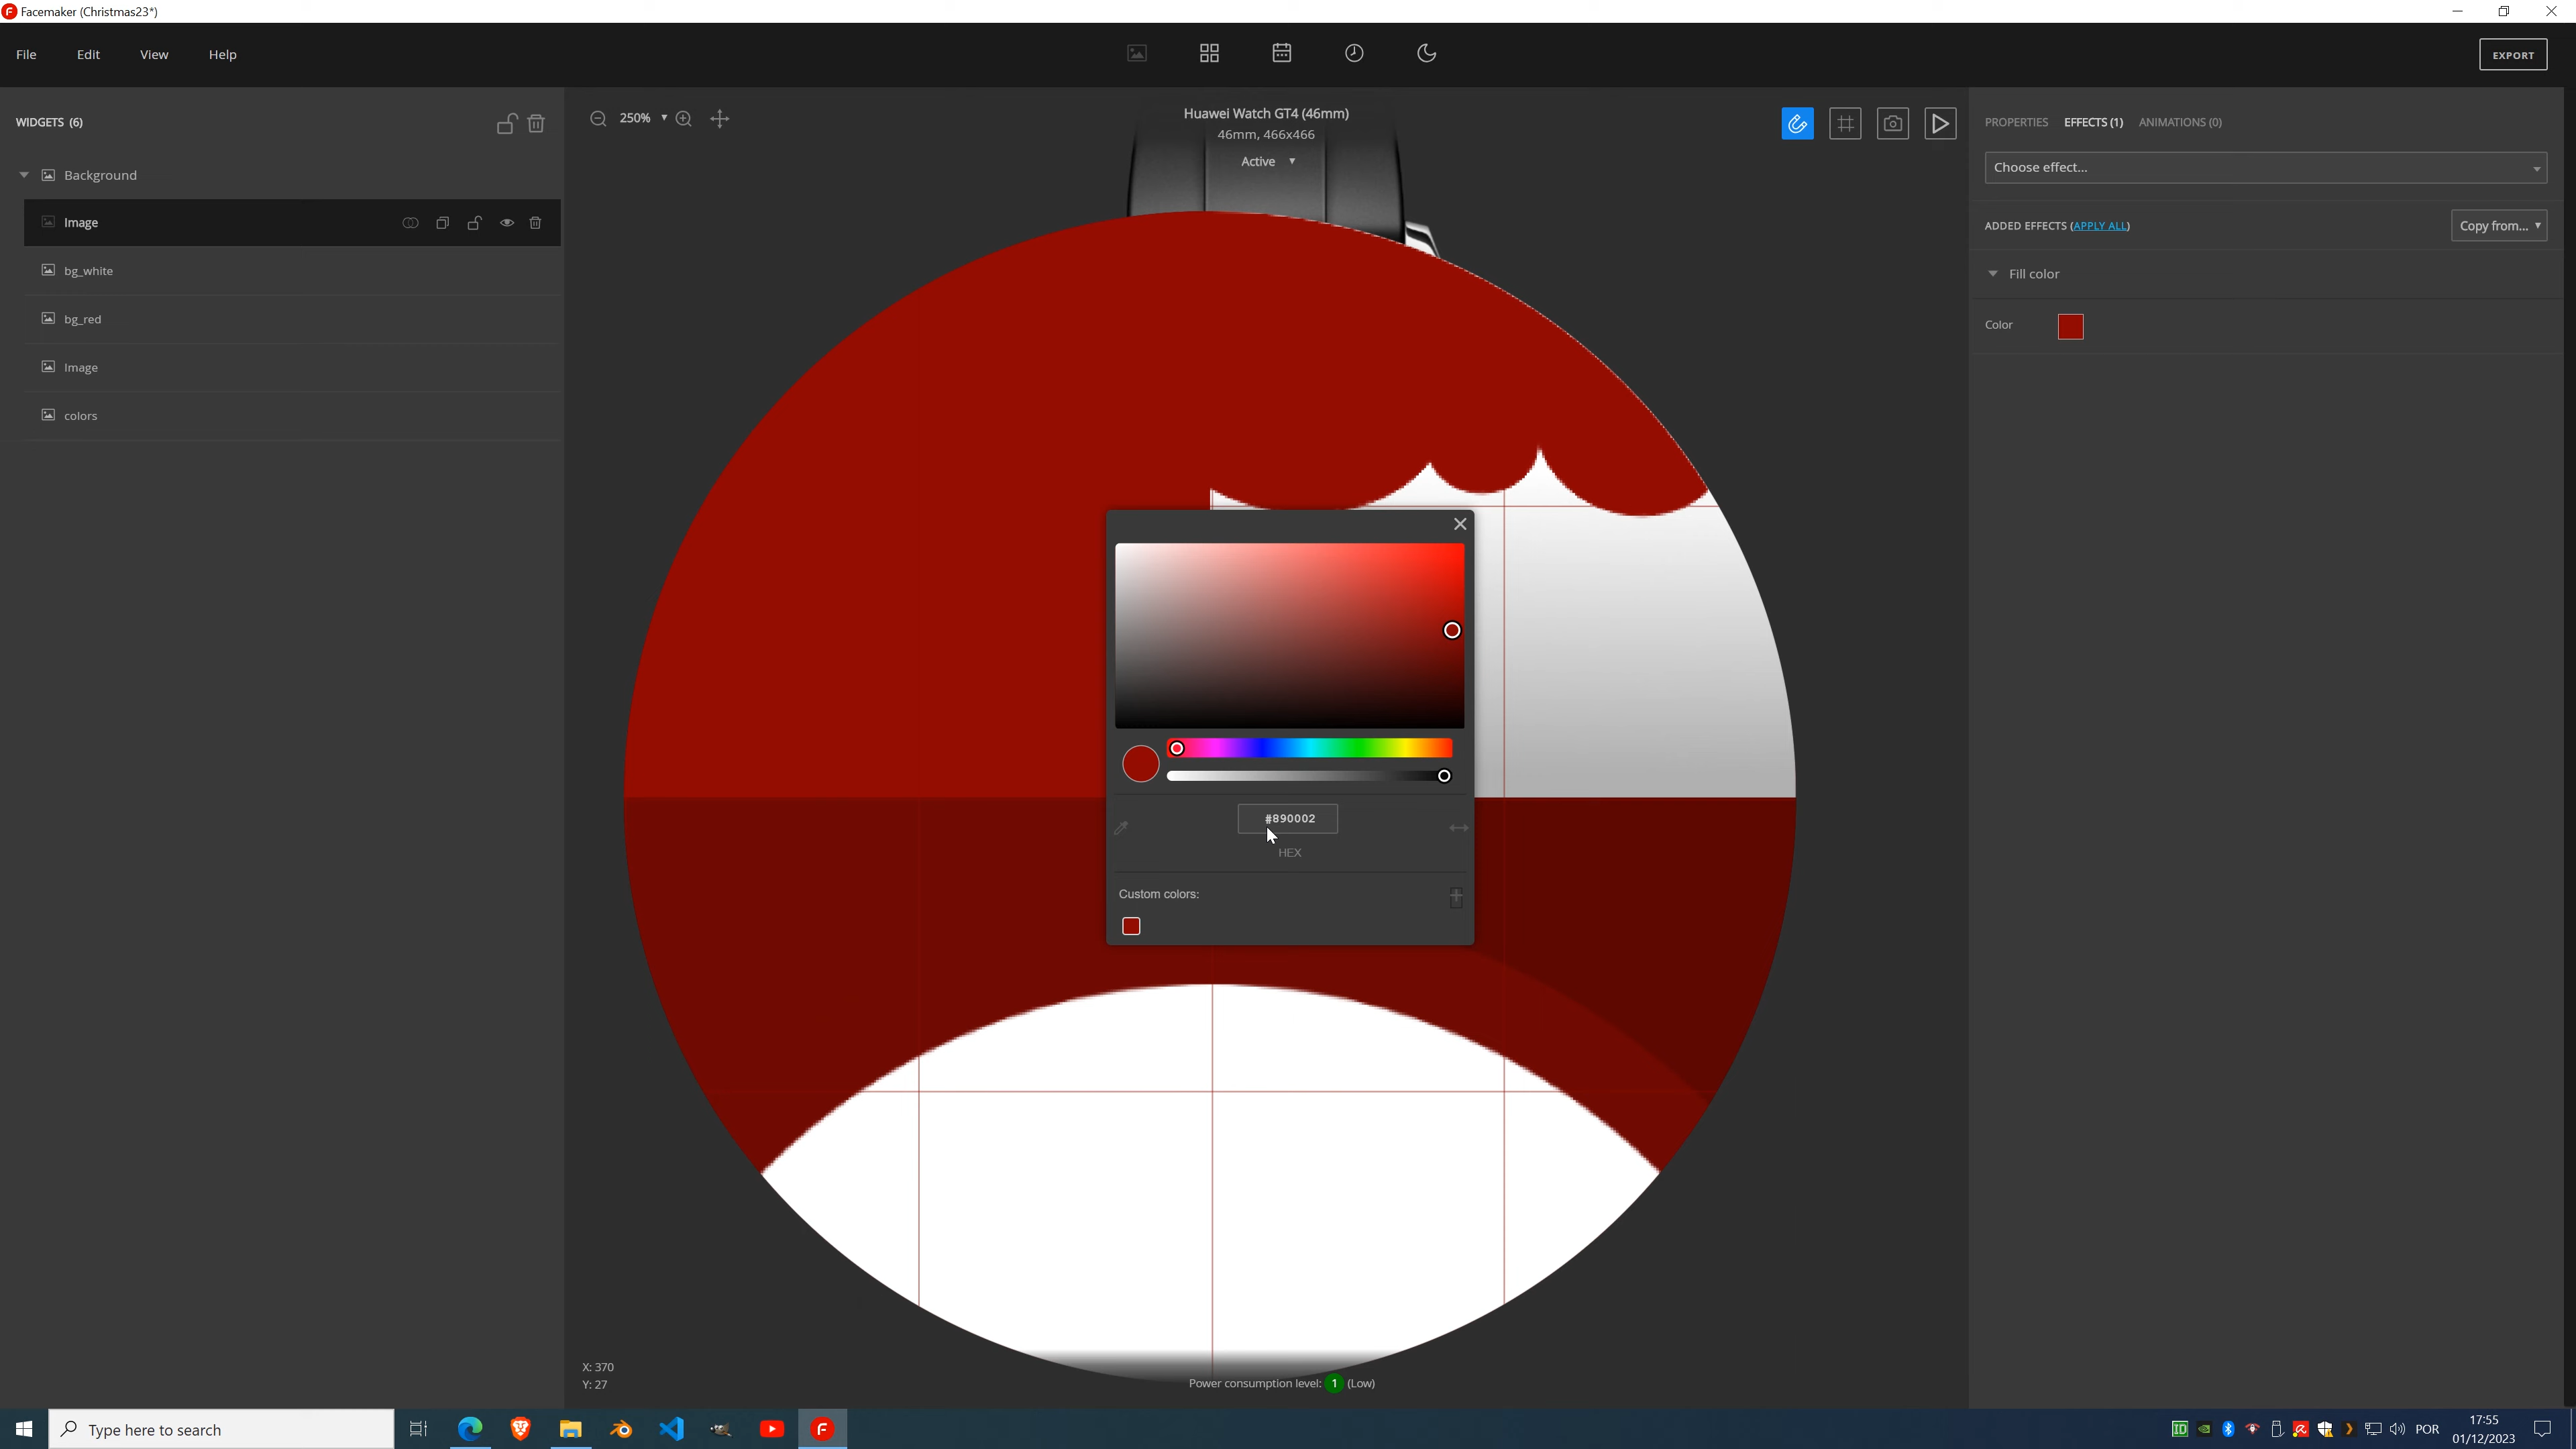 Facemaker (Christmas23*)
File Edit View Help
EXPORT
WIDGETS (6)
Background
Image
bg_white
bg_red
Image
colors
250%
Huawei Watch GT4 (46mm)
46mm, 466x466
Active
PROPERTIES EFFECTS (1) ANIMATIONS (0)
Choose effect...
ADDED EFFECTS (APPLY ALL)
Copy from...
Fill color
Color
#890002
HEX
Custom colors:
X: 370
Y: 27
Power consumption level: 1 (Low)
Type here to search
POR
17:55
01/12/2023